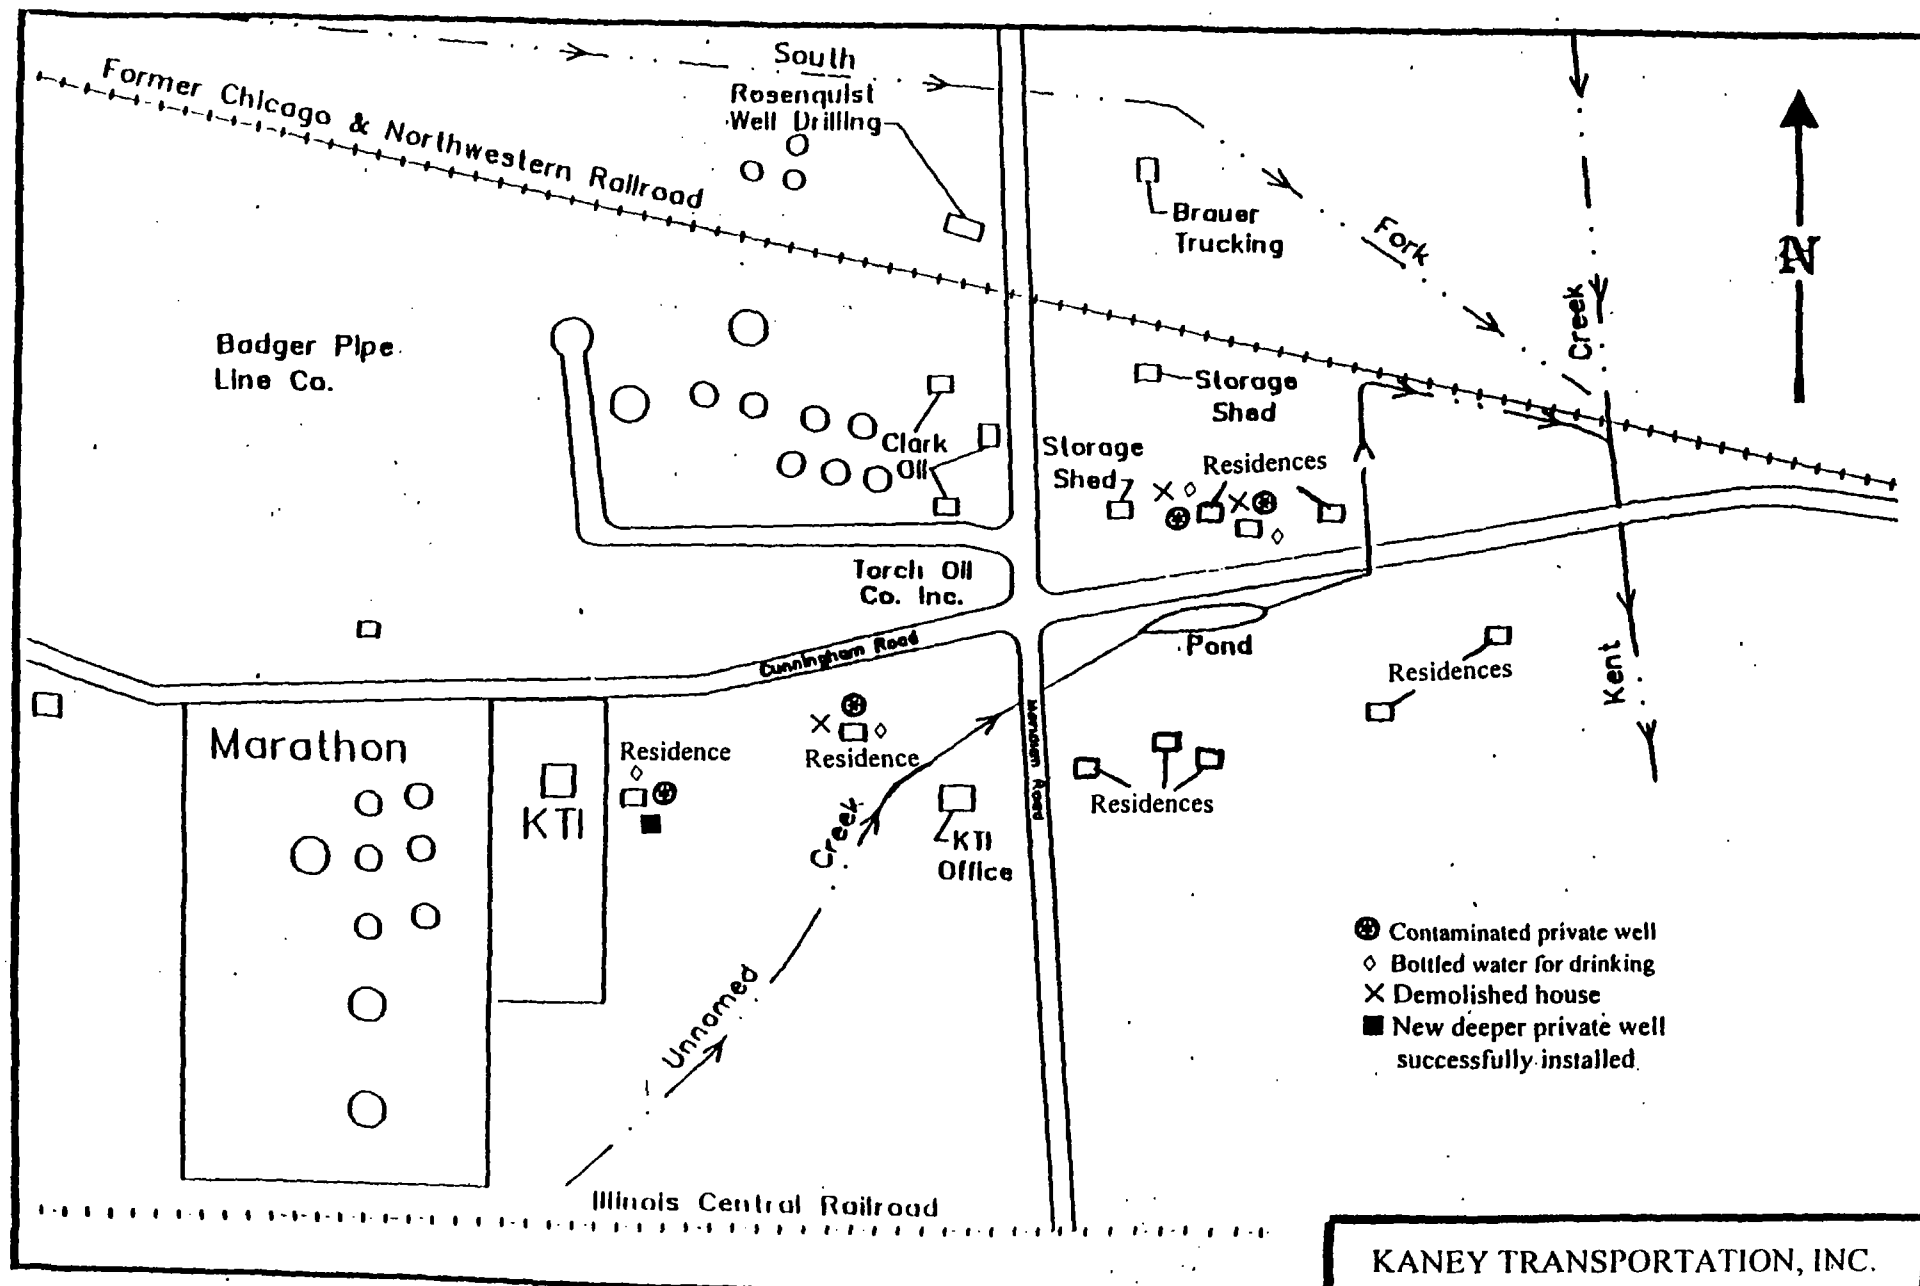 South
Former Chicago & Northwestern Railroad
Rosenquist
Well Drilling
Brauer
Trucking
Fork
Creek
N
Badger Pipe
Line Co.
Storage
Shed
Clark
Oil
Storage
Shed
Residences
Torch Oil
Co. Inc.
Cunningham Road
Pond
Residences
Kent
Marathon
Residence
Residence
KTI
Creek
KTI
Office
Road
Residences
Unnamed
Contaminated private well
Bottled water for drinking
Demolished house
New deeper private well
successfully installed
Illinois Central Railroad
KANEY TRANSPORTATION, INC.